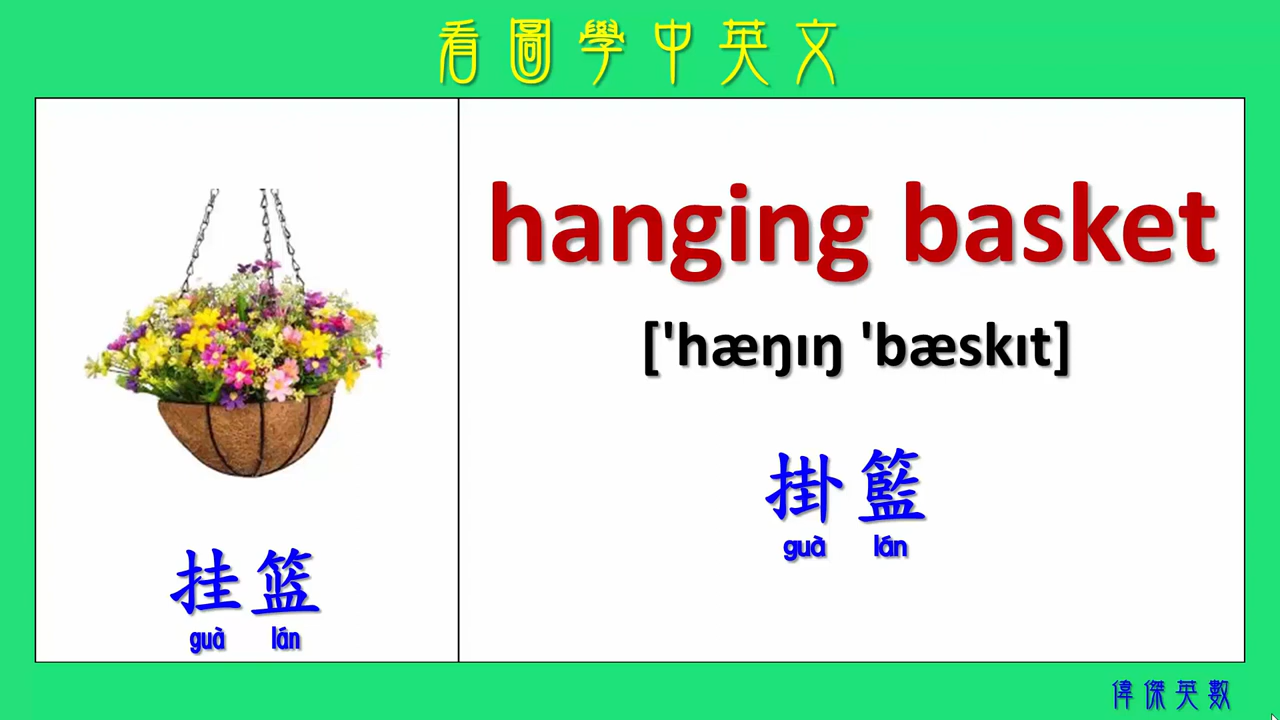 看圖學中英文
hanging basket
['hæŋɪŋ 'bæskɪt]
掛籃
guà lán
挂篮
guà lán
偉傑英數